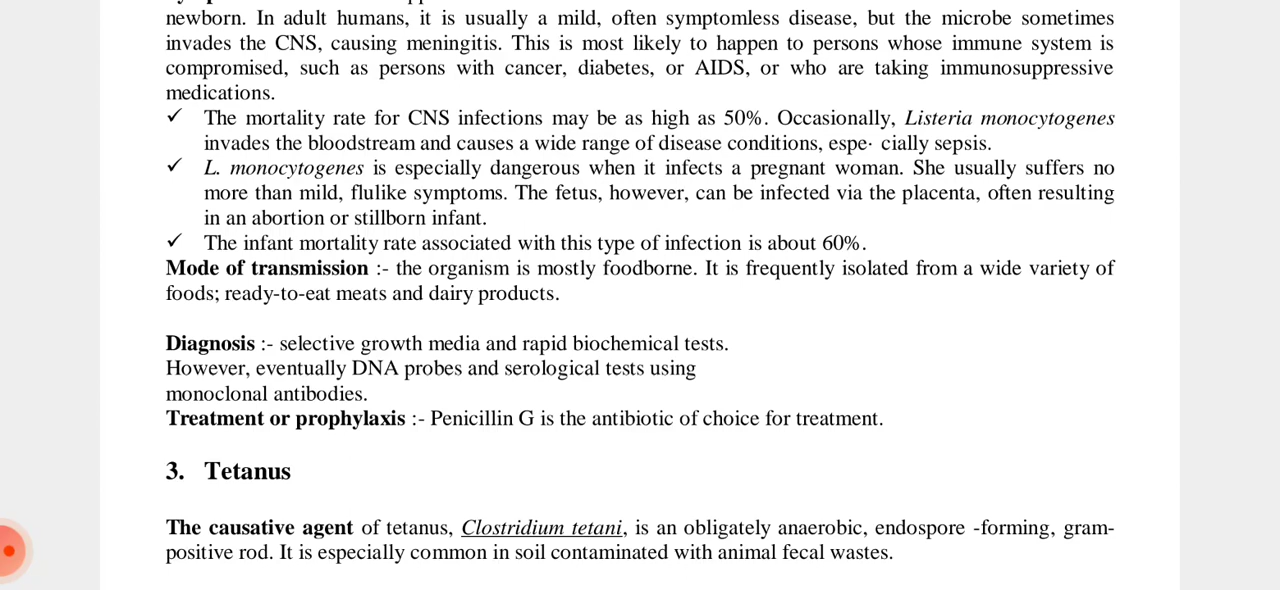 newborn. In adult humans, it is usually a mild, often symptomless disease, but the microbe sometimes
invades the CNS, causing meningitis. This is most likely to happen to persons whose immune system is
compromised, such as persons with cancer, diabetes, or AIDS, or who are taking immunosuppressive
medications.
✓ The mortality rate for CNS infections may be as high as 50%. Occasionally, Listeria monocytogenes
invades the bloodstream and causes a wide range of disease conditions, espe· cially sepsis.
✓ L. monocytogenes is especially dangerous when it infects a pregnant woman. She usually suffers no
more than mild, flulike symptoms. The fetus, however, can be infected via the placenta, often resulting
in an abortion or stillborn infant.
✓ The infant mortality rate associated with this type of infection is about 60%.
Mode of transmission :- the organism is mostly foodborne. It is frequently isolated from a wide variety of
foods; ready-to-eat meats and dairy products.
Diagnosis :- selective growth media and rapid biochemical tests.
However, eventually DNA probes and serological tests using
monoclonal antibodies.
Treatment or prophylaxis :- Penicillin G is the antibiotic of choice for treatment.
3. Tetanus
The causative agent of tetanus, Clostridium tetani, is an obligately anaerobic, endospore -forming, gram-
positive rod. It is especially common in soil contaminated with animal fecal wastes.